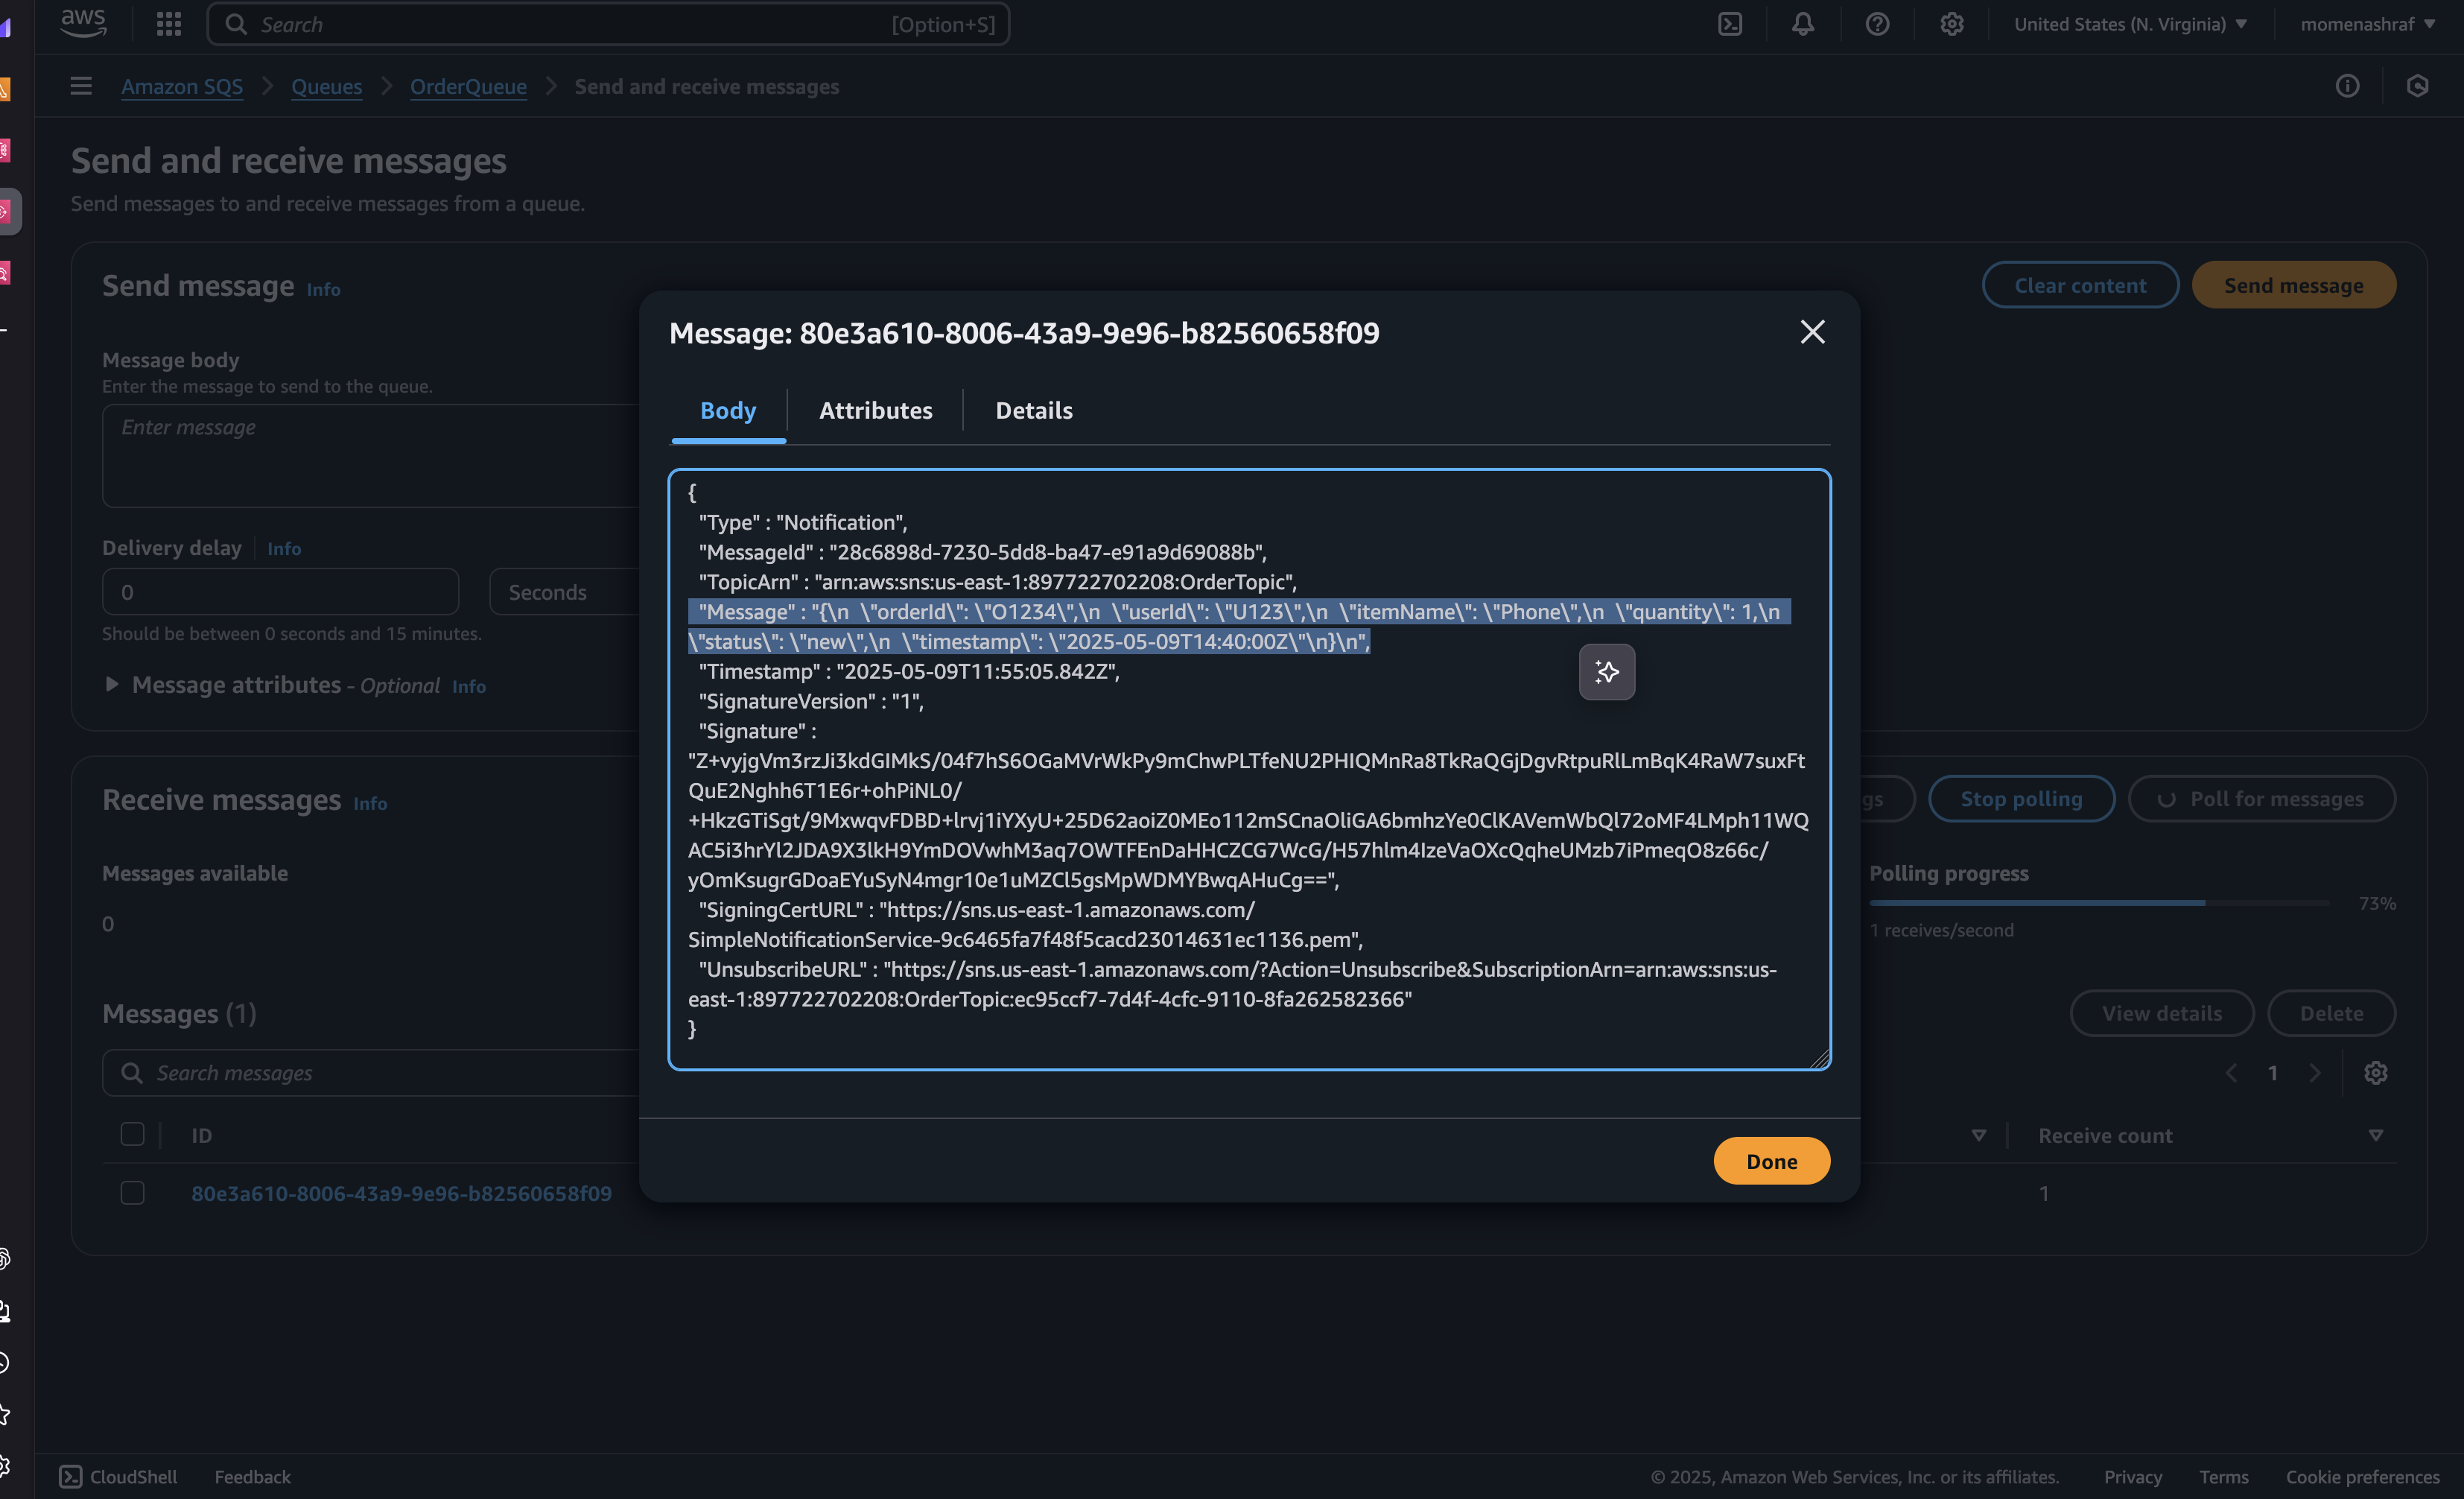 aws
Search
[Option+S]
United States (N. Virginia)
momenashraf
Amazon SQS
Queues
OrderQueue
Send and receive messages
Send and receive messages
Send messages to and receive messages from a queue.
Send message Info
Clear content
Send message
Message body
Enter the message to send to the queue.
Enter message
Delivery delay
Info
0
Seconds
Should be between 0 seconds and 15 minutes.
Message attributes - Optional Info
Message: 80e3a610-8006-43a9-9e96-b82560658f09
Body
Attributes
Details
{
"Type" : "Notification",
"MessageId" : "28c6898d-7230-5dd8-ba47-e91a9d69088b",
"TopicArn" : "arn:aws:sns:us-east-1:897722702208:OrderTopic",
"Message" : "{\n  \"orderId\": \"O1234\",\n  \"userId\": \"U123\",\n  \"itemName\": \"Phone\",\n  \"quantity\": 1,\n
\"status\": \"new\",\n  \"timestamp\": \"2025-05-09T14:40:00Z\"\n}\n",
"Timestamp" : "2025-05-09T11:55:05.842Z",
"SignatureVersion" : "1",
"Signature" :
"Z+vyjgVm3rzJi3kdGIMkS/04f7hS6OGaMVrWkPy9mChwPLTfeNU2PHIQMnRa8TkRaQGjDgvRtpuRlLmBqK4RaW7suxFt
QuE2Nghh6T1E6r+ohPiNL0/
+HkzGTiSgt/9MxwqvFDBD+lrvj1iYXyU+25D62aoiZ0MEo112mSCnaOliGA6bmhzYe0ClKAVemWbQl72oMF4LMph11WQ
AC5i3hrYl2JDA9X3lkH9YmDOVwhM3aq7OWTFEnDaHHCZCG7WcG/H57hlm4IzeVaOXcQqheUMzb7iPmeqO8z66c/
yOmKsugrGDoaEYuSyN4mgr10e1uMZCl5gsMpWDMYBwqAHuCg==",
"SigningCertURL" : "https://sns.us-east-1.amazonaws.com/
SimpleNotificationService-9c6465fa7f48f5cacd23014631ec1136.pem",
"UnsubscribeURL" : "https://sns.us-east-1.amazonaws.com/?Action=Unsubscribe&SubscriptionArn=arn:aws:sns:us-
east-1:897722702208:OrderTopic:ec95ccf7-7d4f-4cfc-9110-8fa262582366"
}
Done
Receive messages Info
gs
Stop polling
Poll for messages
Messages available
0
Polling progress
73%
1 receives/second
Messages (1)
View details
Delete
Search messages
1
ID
Receive count
80e3a610-8006-43a9-9e96-b82560658f09
1
CloudShell
Feedback
© 2025, Amazon Web Services, Inc. or its affiliates.
Privacy
Terms
Cookie preferences